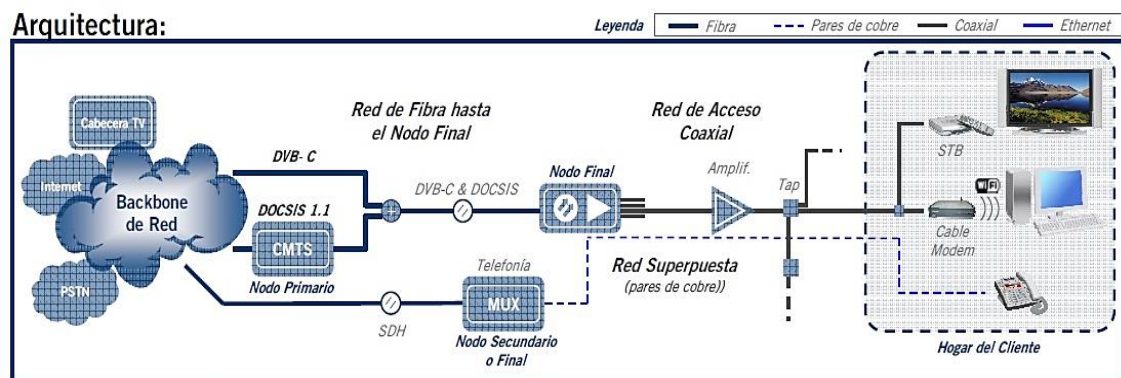 Arquitectura:
Leyenda
Fibra
Pares de cobre
Coaxial
Ethernet
Cabecera TV
Internet
Backbone
de Red
PSTN
DVB- C
DOCSIS 1.1
CMTS
Nodo Primario
Red de Fibra hasta
el Nodo Final
DVB-C & DOCSIS
Nodo Final
SDH
Telefonía
MUX
Nodo Secundario
o Final
Red de Acceso
Coaxial
Amplif.
Tap
Red Superpuesta
(pares de cobre))
STB
WiFi
Cable
Modem
Hogar del Cliente